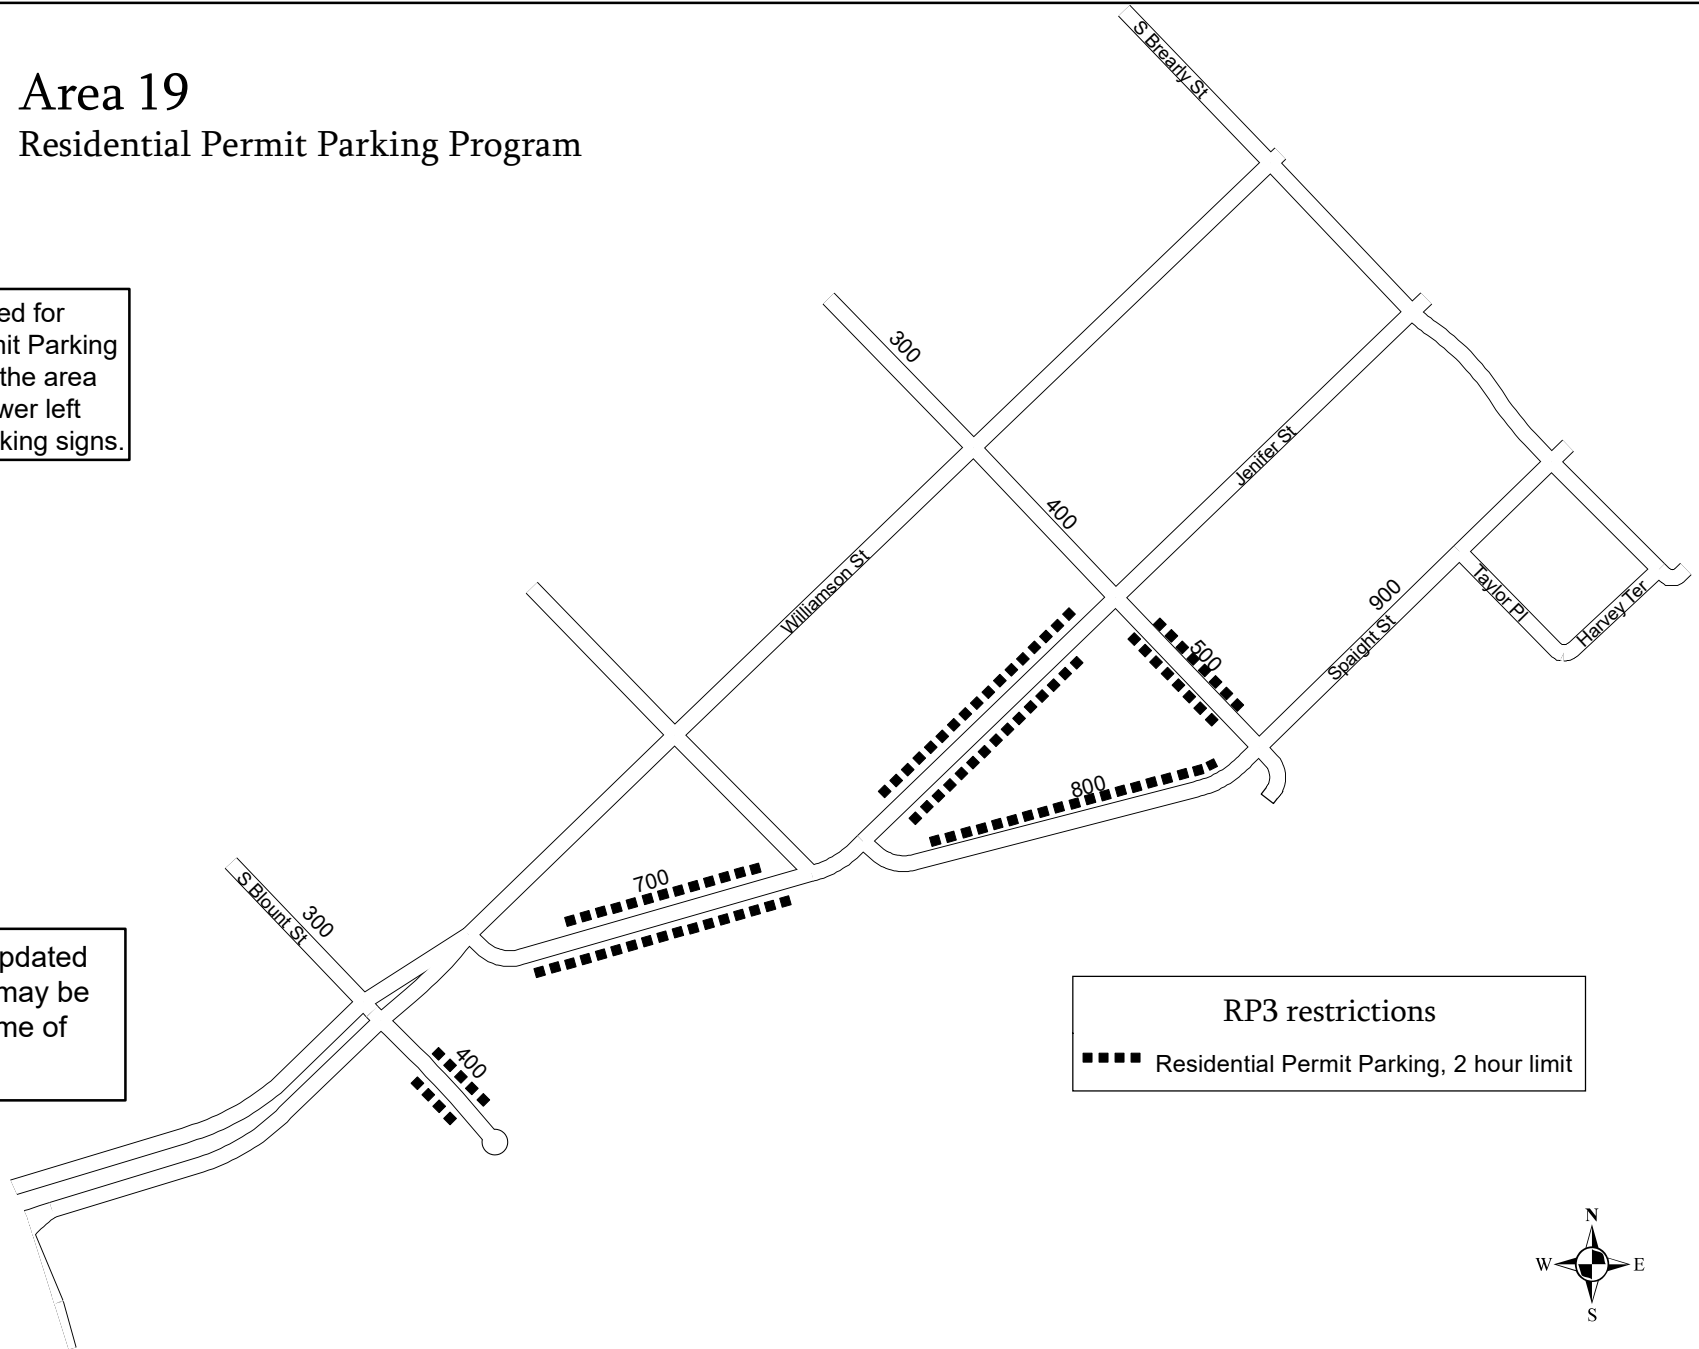 Area 19
Residential Permit Parking Program
S Brearly St
ed for
nit Parking
the area
wer left
king signs.
300
400
Jenifer St
Williamson St
900
Spaight St
Taylor Pl
Harvey Ter
500
800
700
S Blount St
300
400
pdated
may be
me of
RP3 restrictions
Residential Permit Parking, 2 hour limit
N
W E
S